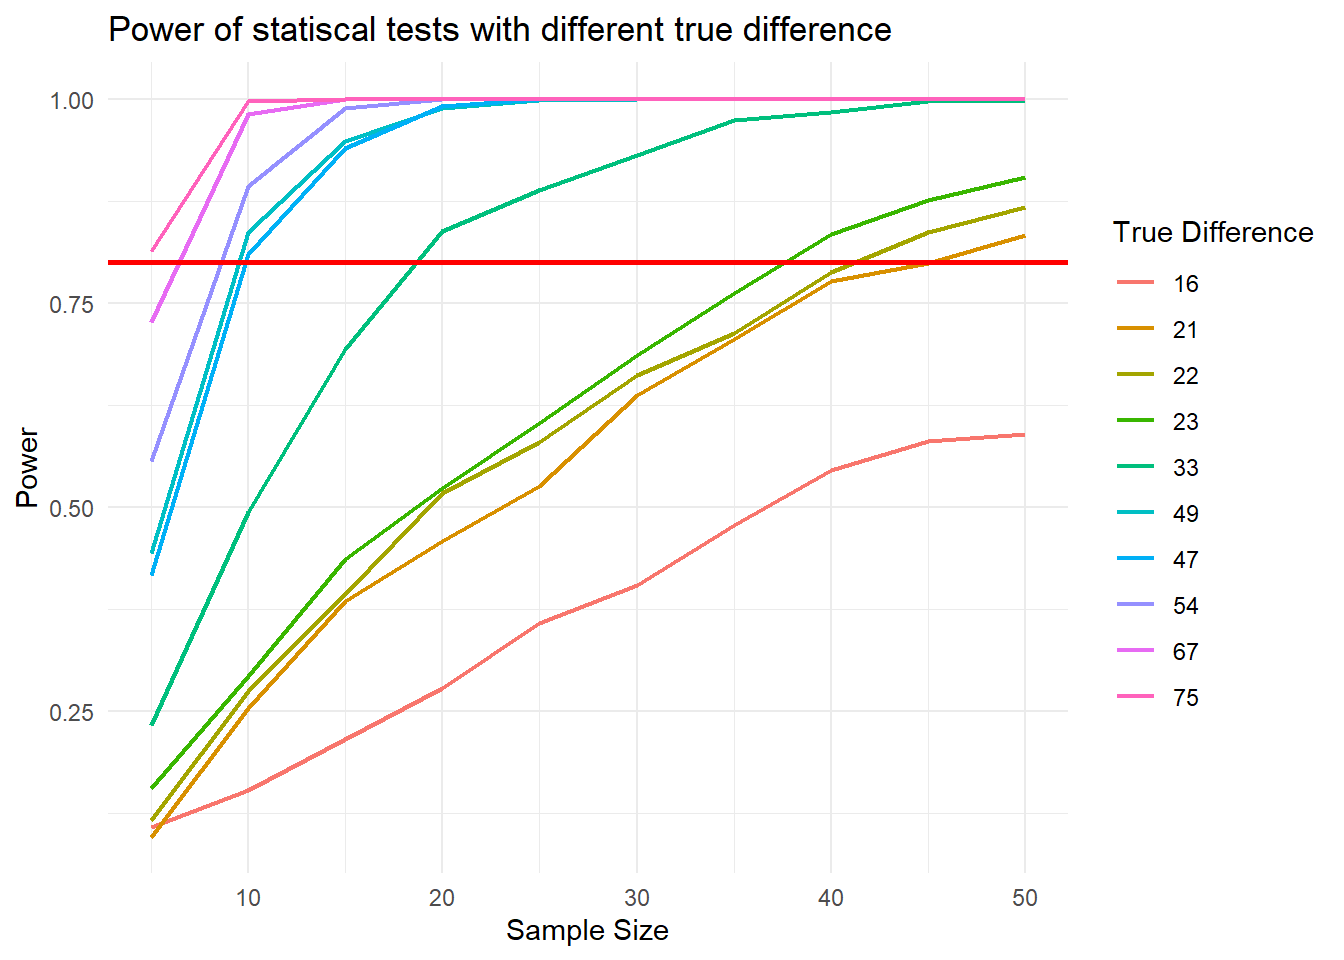 Power of statiscal tests with different true difference
1.00
0.75
0.50
0.25
Power
10 20 30 40 50
Sample Size
True Difference
16
21
22
23
33
49
47
54
67
75